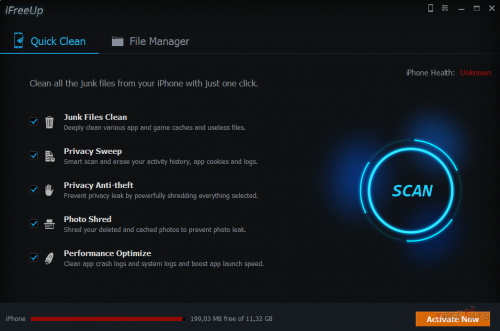 iFreeUp
Quick Clean
File Manager
iPhone Health: Unknown
Clean all the junk files from your iPhone with just one click.
Junk Files Clean
Deeply clean various app and game caches and useless files.
Privacy Sweep
Smart scan and erase your activity history, app cookies and logs.
Privacy Anti-theft
Prevent privacy leak by powerfully shredding everything selected.
Photo Shred
Shred your deleted and cached photos to prevent photo leak.
Performance Optimize
Clean app crash logs and system logs and boost app launch speed.
SCAN
iPhone
199,03 MB free of 11,32 GB
Activate Now